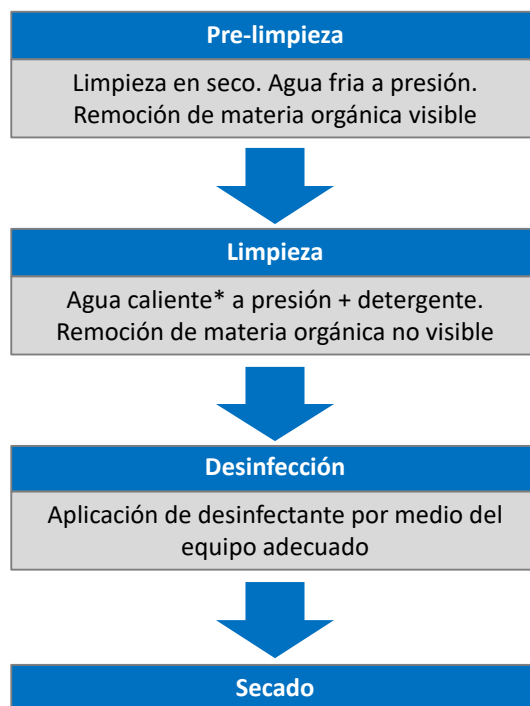 Pre-limpieza
Limpieza en seco. Agua fria a presión.
Remoción de materia orgánica visible
Limpieza
Agua caliente* a presión + detergente.
Remoción de materia orgánica no visible
Desinfección
Aplicación de desinfectante por medio del
equipo adecuado
Secado